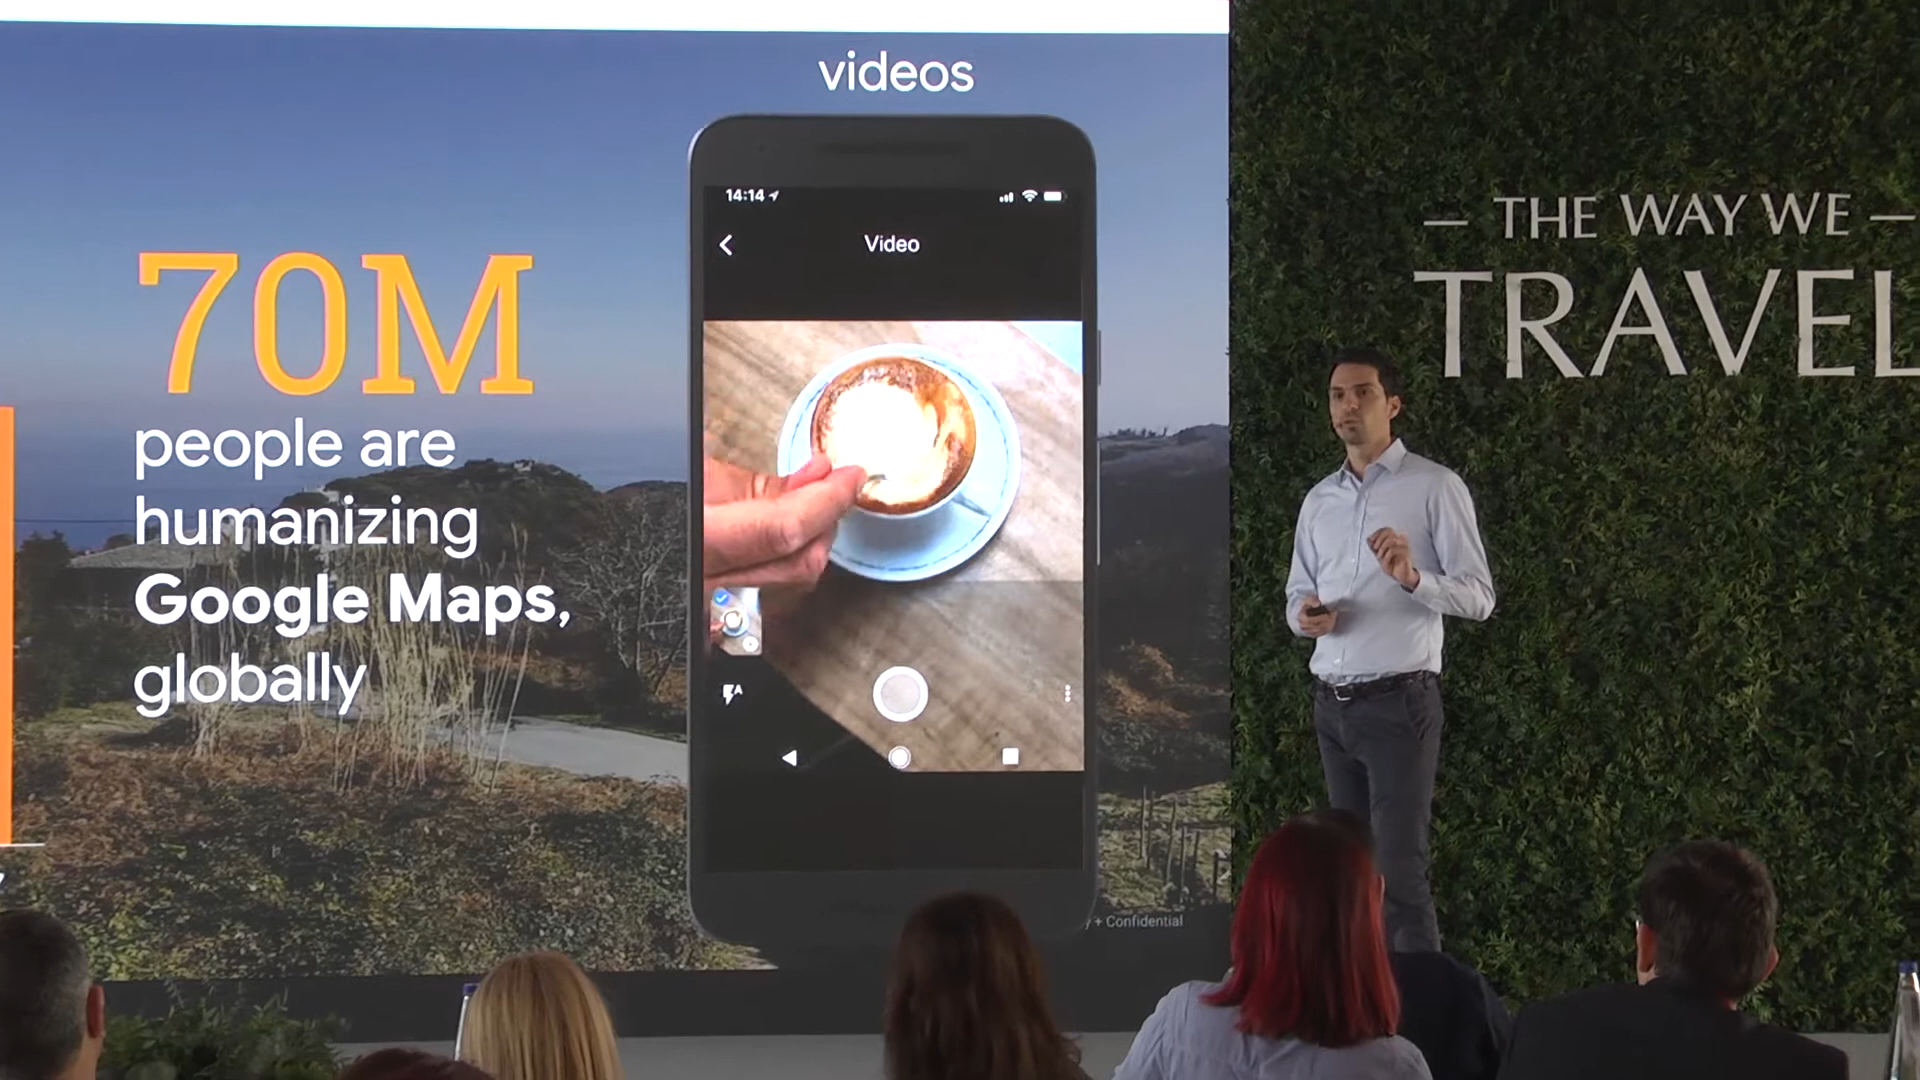 videos
14:14
Video
70M
people are
humanizing
Google Maps,
globally
A
+ Confidential
— THE WAY WE —
TRAVEL